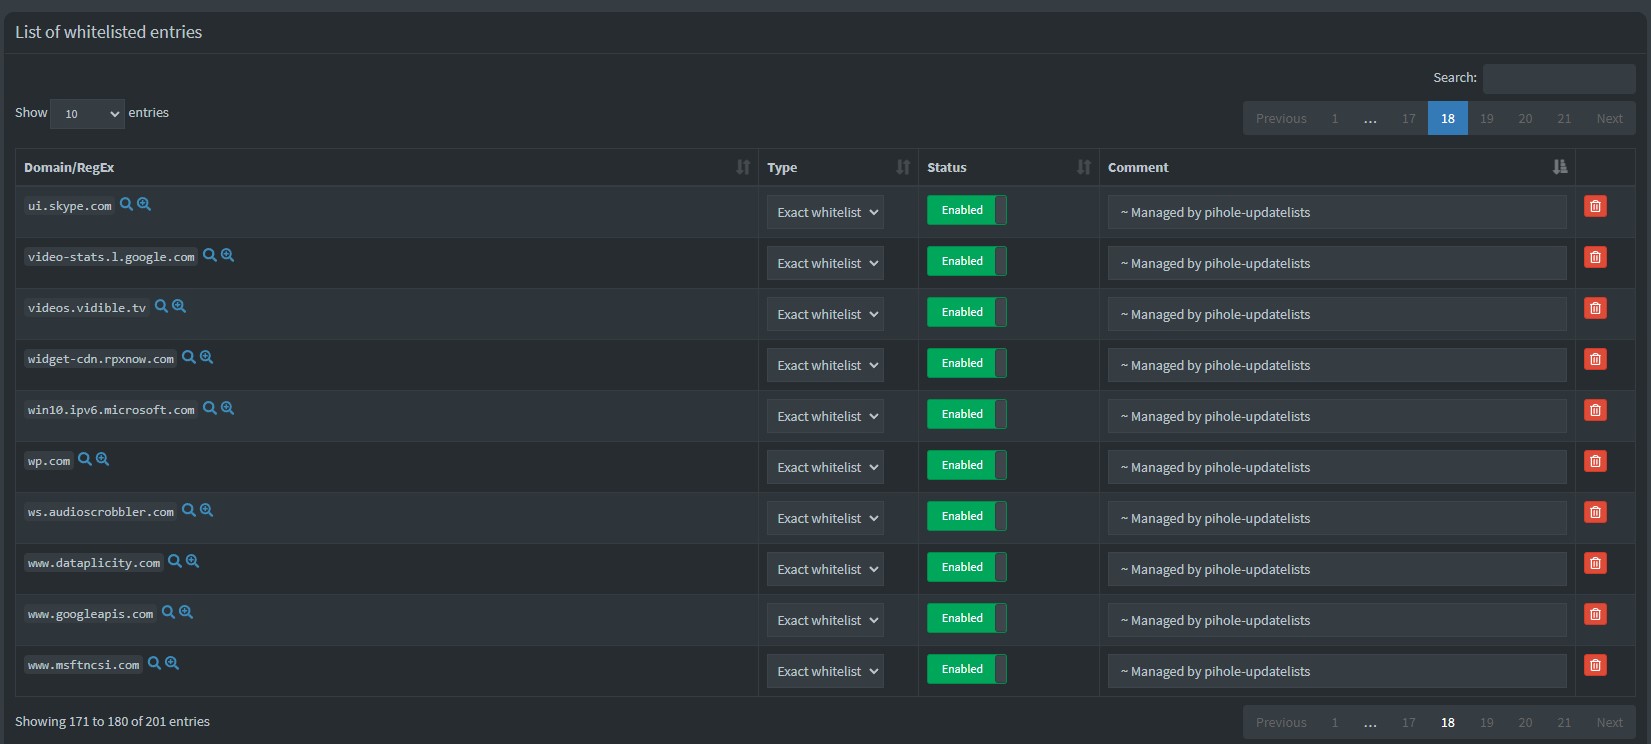 List of whitelisted entries
Search:
Show 10 entries
Previous 1 ... 17 18 19 20 21 Next
Domain/RegEx Type Status Comment
ui.skype.com Exact whitelist Enabled ~ Managed by pihole-updatelists
video-stats.l.google.com Exact whitelist Enabled ~ Managed by pihole-updatelists
videos.vidible.tv Exact whitelist Enabled ~ Managed by pihole-updatelists
widget-cdn.rpxnow.com Exact whitelist Enabled ~ Managed by pihole-updatelists
win10.ipv6.microsoft.com Exact whitelist Enabled ~ Managed by pihole-updatelists
wp.com Exact whitelist Enabled ~ Managed by pihole-updatelists
ws.audioscrobbler.com Exact whitelist Enabled ~ Managed by pihole-updatelists
www.dataplicity.com Exact whitelist Enabled ~ Managed by pihole-updatelists
www.googleapis.com Exact whitelist Enabled ~ Managed by pihole-updatelists
www.msftncsi.com Exact whitelist Enabled ~ Managed by pihole-updatelists
Showing 171 to 180 of 201 entries
Previous 1 ... 17 18 19 20 21 Next